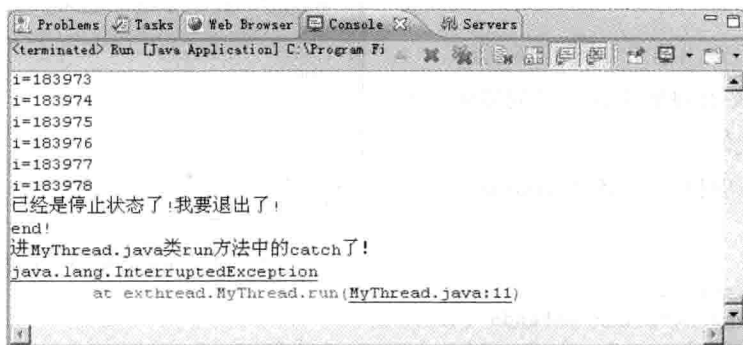 Problems Tasks Web Browser Console Servers
<terminated> Run [Java Application] C:\Program Fi
i=183973
i=183974
i=183975
i=183976
i=183977
i=183978
已经是停止状态了!我要退出了!
end!
进MyThread.java类run方法中的catch了!
java.lang.InterruptedException
at exthread.MyThread.run(MyThread.java:11)